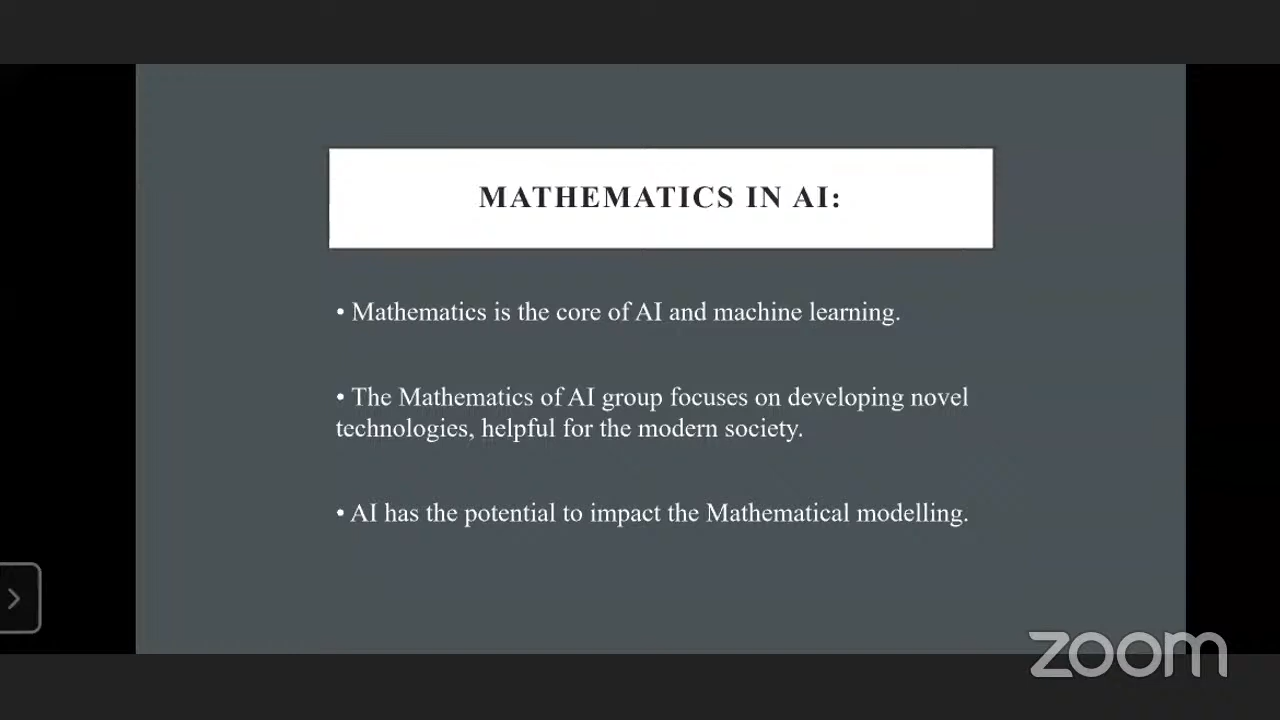 MATHEMATICS IN AI:
• Mathematics is the core of AI and machine learning.
• The Mathematics of AI group focuses on developing novel
technologies, helpful for the modern society.
• AI has the potential to impact the Mathematical modelling.
zoom